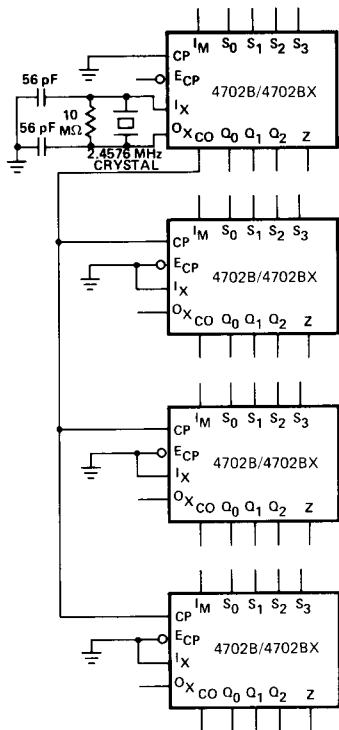 I_M S_0 S_1 S_2 S_3
CP
E_CP
4702B/4702BX
56 pF
I_X
10
MΩ
56 pF
O_X CO Q_0 Q_1 Q_2 Z
2.4576 MHz
CRYSTAL
I_M S_0 S_1 S_2 S_3
CP
E_CP
4702B/4702BX
I_X
O_X CO Q_0 Q_1 Q_2 Z
I_M S_0 S_1 S_2 S_3
CP
E_CP
4702B/4702BX
I_X
O_X CO Q_0 Q_1 Q_2 Z
I_M S_0 S_1 S_2 S_3
CP
E_CP
4702B/4702BX
I_X
O_X CO Q_0 Q_1 Q_2 Z